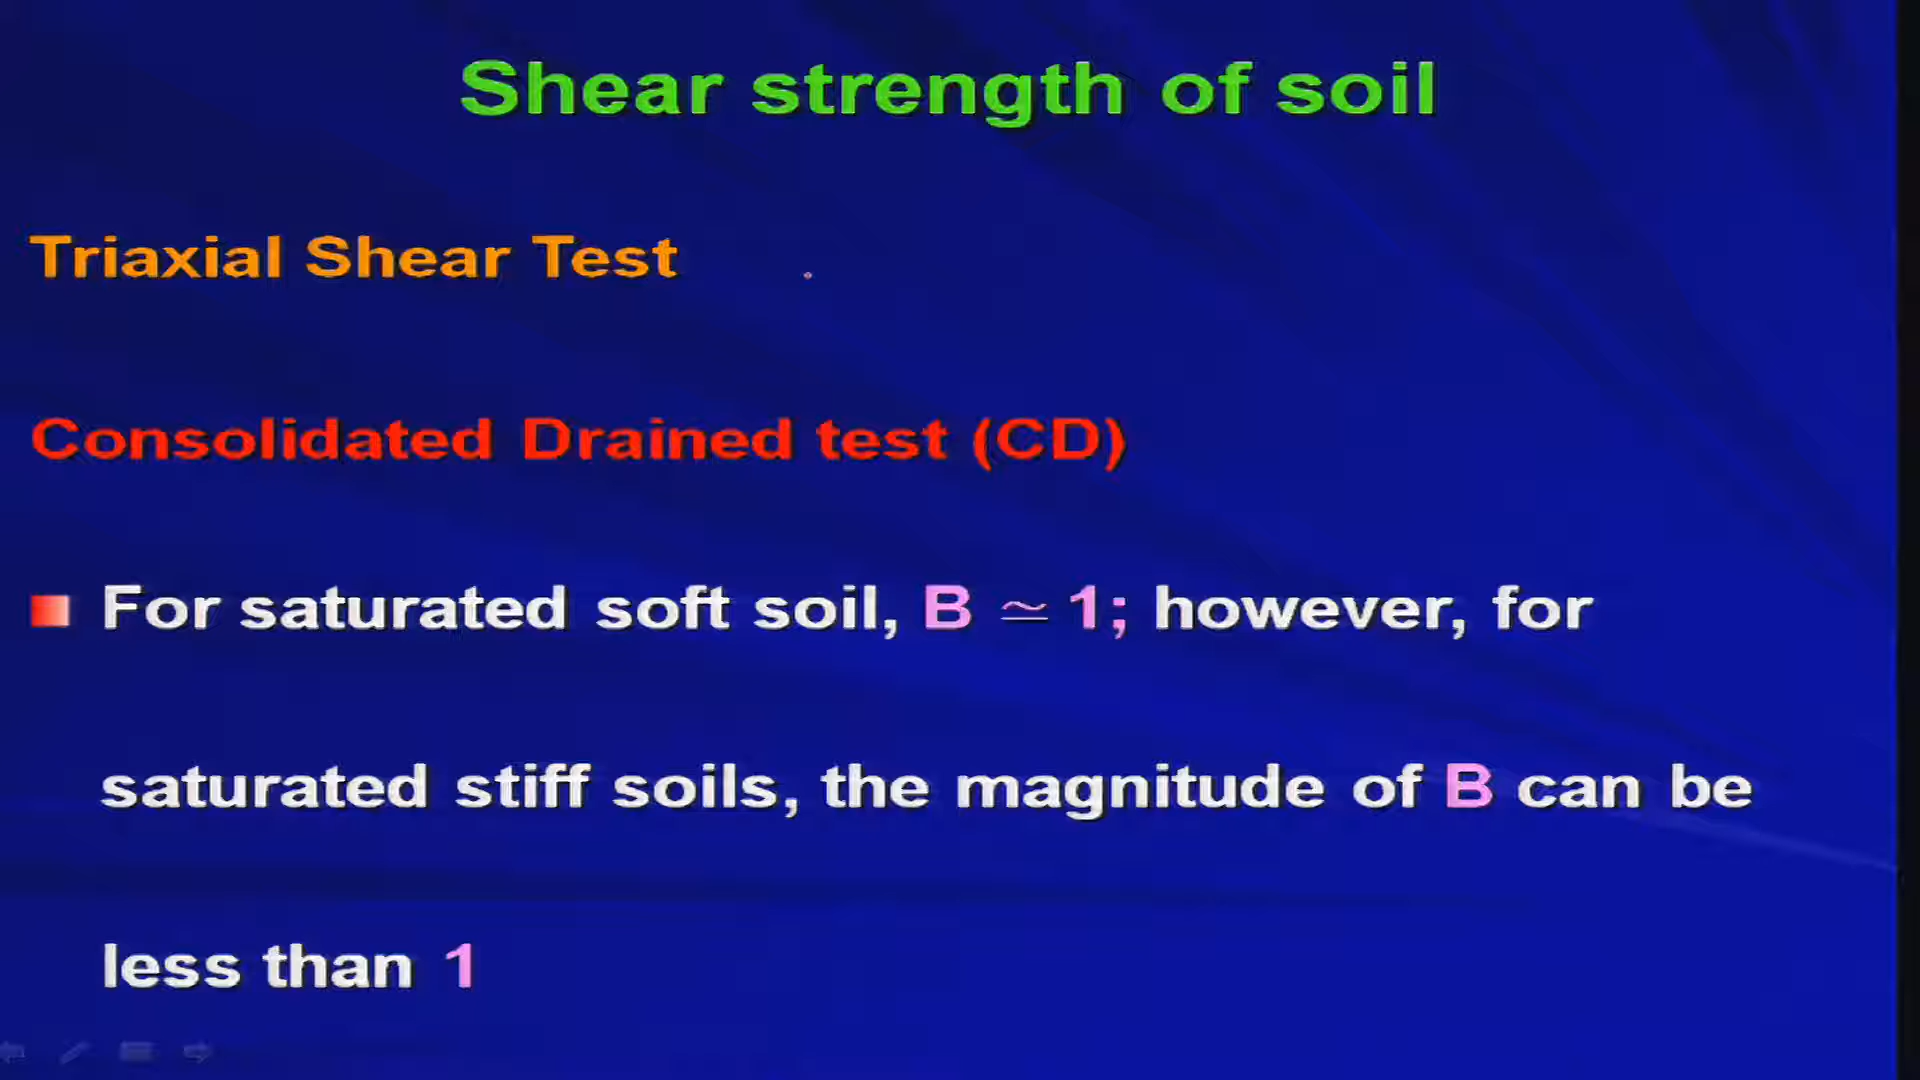 Shear strength of soil
Triaxial Shear Test
Consolidated Drained test (CD)
For saturated soft soil, B ≃ 1; however, for
saturated stiff soils, the magnitude of B can be
less than 1